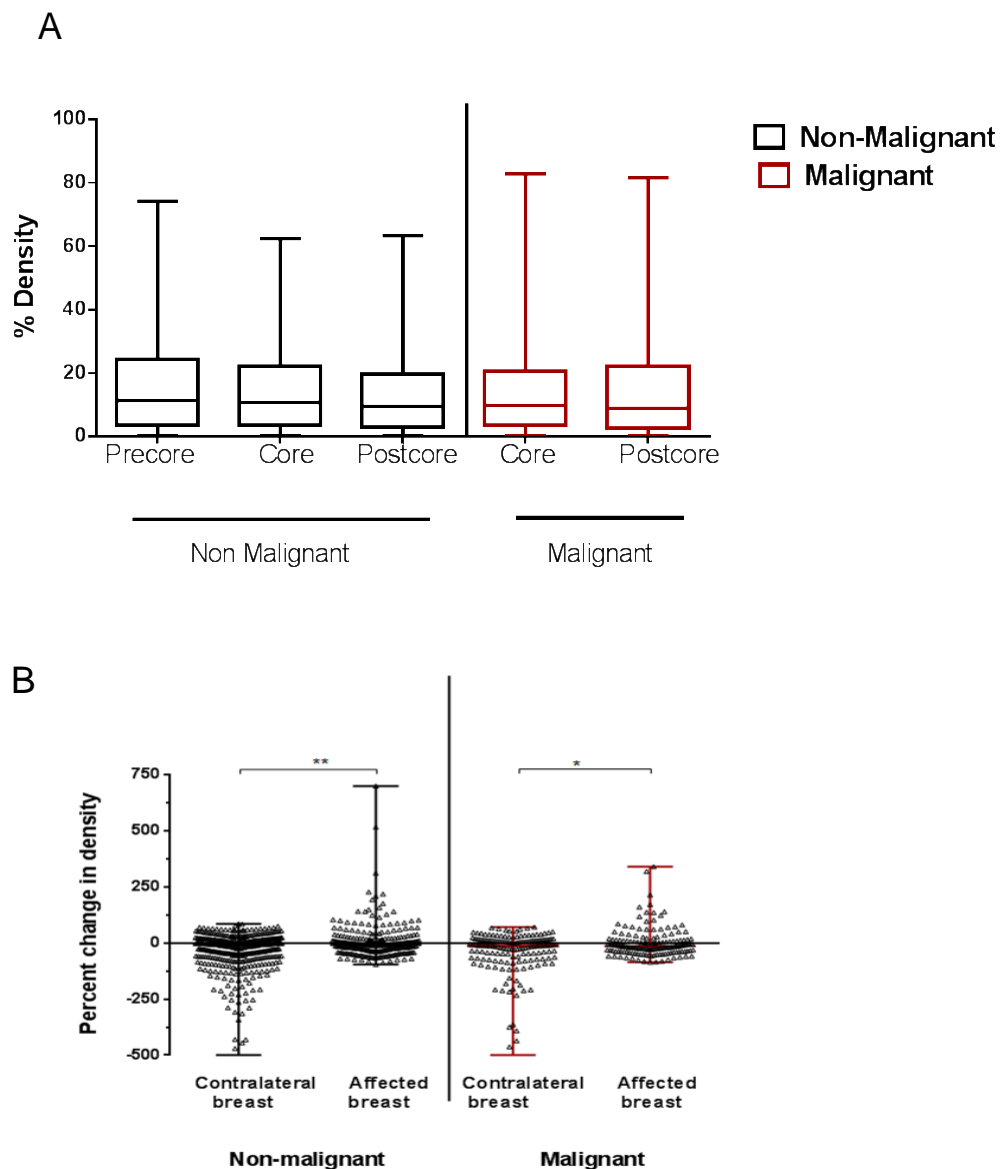 A
100
80
60
40
20
0
% Density
Non-Malignant
Malignant
Precore Core Postcore Core Postcore
Non Malignant Malignant
B
750
500
250
0
-250
-500
Percent change in density
** *
Contralateral breast Affected breast Contralateral breast Affected breast
Non-malignant Malignant